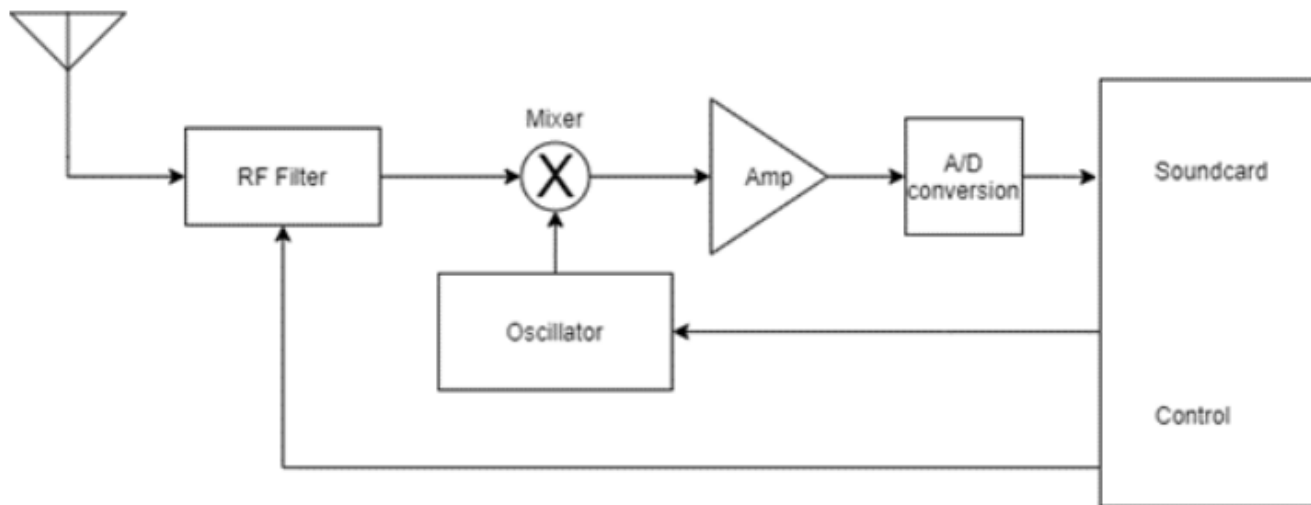 Mixer
RF Filter
X
Amp
A/D
conversion
Soundcard
Oscillator
Control